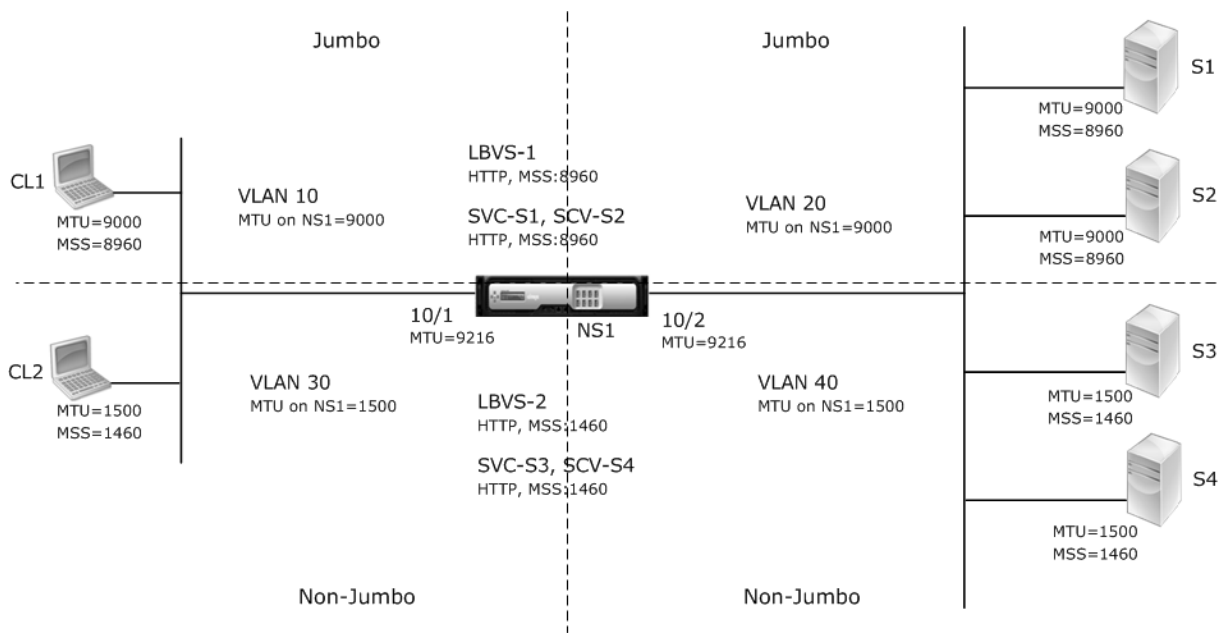 Jumbo
Jumbo
S1
MTU=9000
MSS=8960
LBVS-1
HTTP, MSS:8960
CL1
VLAN 10
MTU on NS1=9000
MTU=9000
MSS=8960
SVC-S1, SCV-S2
HTTP, MSS:8960
VLAN 20
MTU on NS1=9000
S2
MTU=9000
MSS=8960
10/1
MTU=9216
NS1
10/2
MTU=9216
S3
MTU=1500
MSS=1460
CL2
MTU=1500
MSS=1460
VLAN 30
MTU on NS1=1500
LBVS-2
HTTP, MSS:1460
VLAN 40
MTU on NS1=1500
SVC-S3, SCV-S4
HTTP, MSS:1460
S4
MTU=1500
MSS=1460
Non-Jumbo
Non-Jumbo